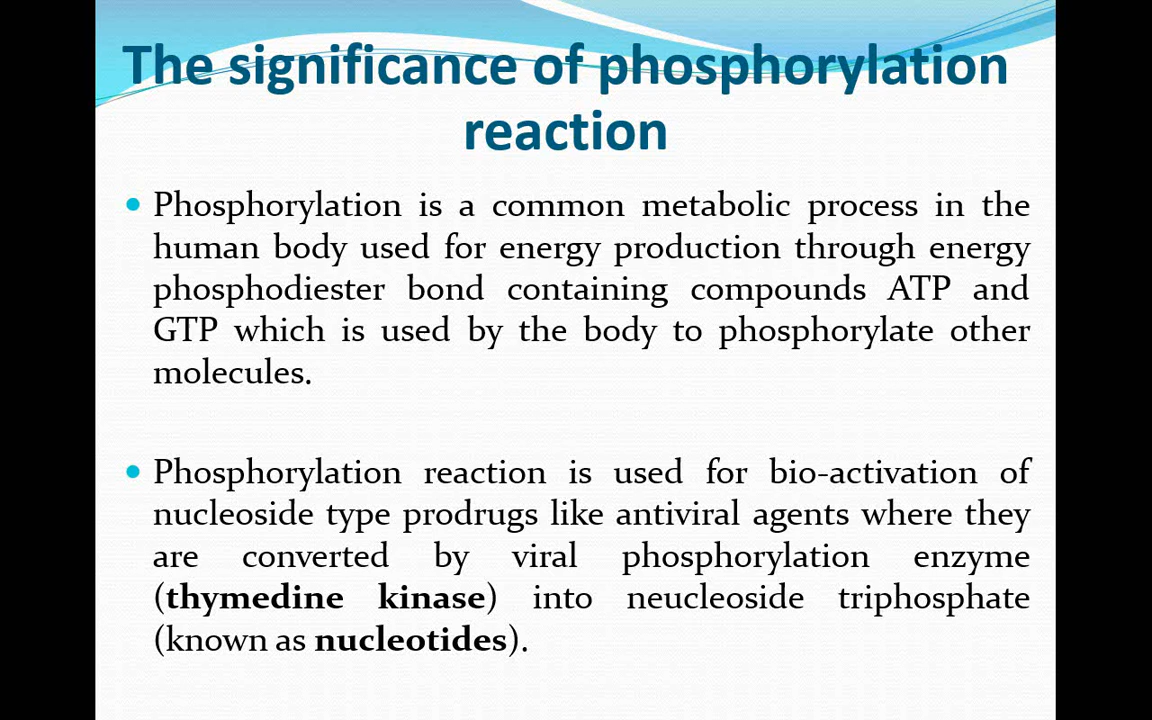 The significance of phosphorylation
reaction
• Phosphorylation is a common metabolic process in the
human body used for energy production through energy
phosphodiester bond containing compounds ATP and
GTP which is used by the body to phosphorylate other
molecules.
• Phosphorylation reaction is used for bio-activation of
nucleoside type prodrugs like antiviral agents where they
are converted by viral phosphorylation enzyme
(thymedine kinase) into neucleoside triphosphate
(known as nucleotides).